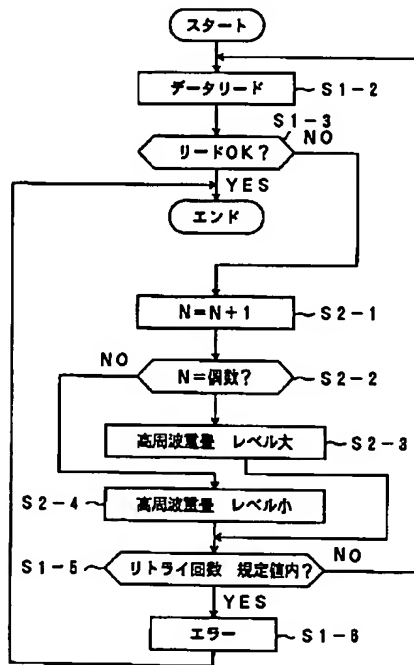 スタート
データリード
S1-2
S1-3
リードOK?
NO
YES
エンド
N=N+1
S2-1
NO
N=個数?
S2-2
高周波重畳 レベル大
S2-3
S2-4
高周波重畳 レベル小
S1-5
リトライ回数 規定値内?
NO
YES
エラー
S1-6